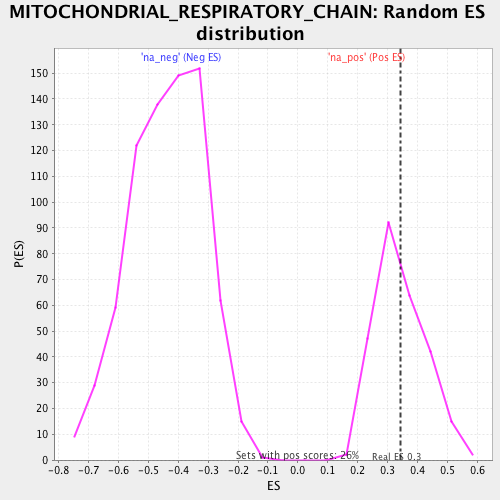 MITOCHONDRIAL_RESPIRATORY_CHAIN: Random ES
distribution
'na_neg' (Neg ES)
'na_pos' (Pos ES)
150
140
130
120
110
100
90
80
70
60
50
40
30
20
10
0
P(ES)
Sets with pos scores: 26%
Real ES 0.3
-0.8 -0.7 -0.6 -0.5 -0.4 -0.3 -0.2 -0.1 0.0 0.1 0.2 0.3 0.4 0.5 0.6
ES